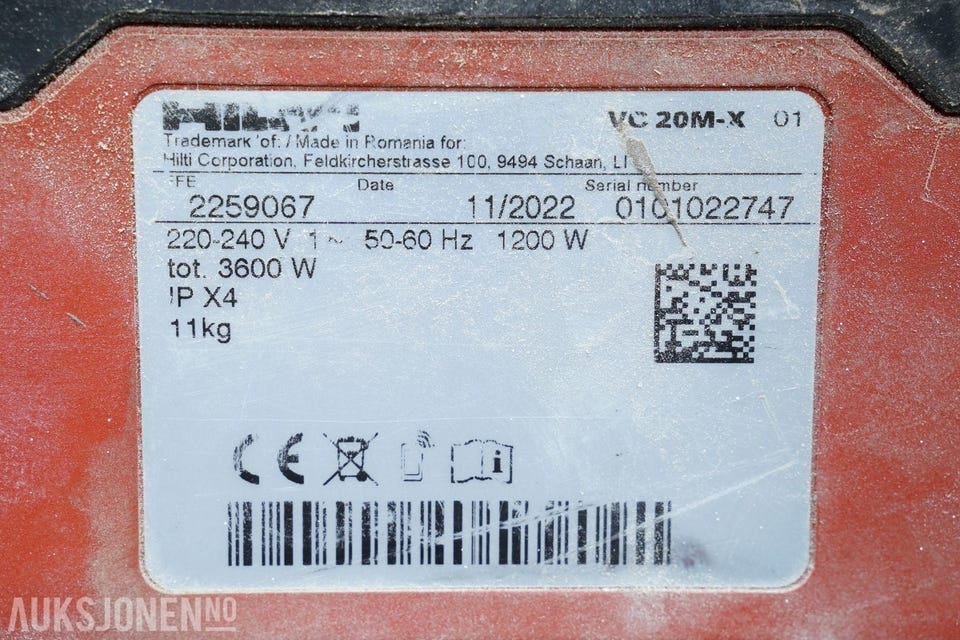 HILTI VC 20M-X 01
Trademark of: / Made in Romania for:
Hilti Corporation, Feldkircherstrasse 100, 9494 Schaan, LI
Date Serial number
2259067 11/2022 0101022747
220-240 V 1~ 50-60 Hz 1200 W
tot. 3600 W
IP X4
11kg
CE
i
AUKSJONEN.NO